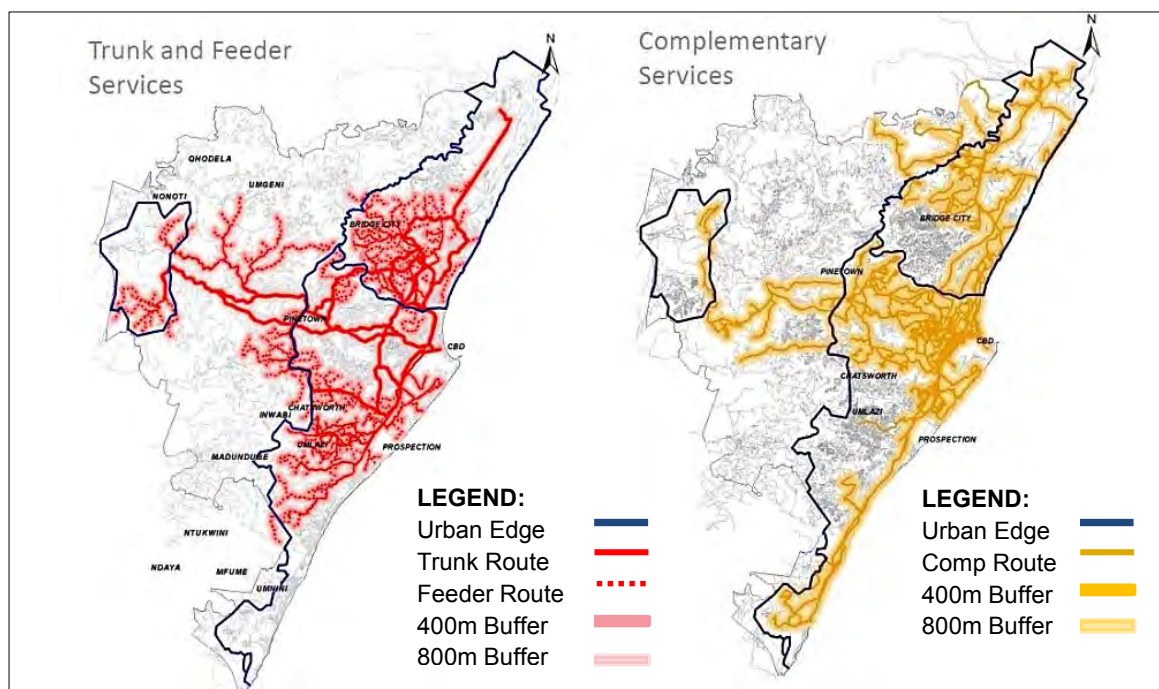 Trunk and Feeder
Services
N
QHODELA
UMGENI
NONOTI
BRIDGE CITY
PINETOWN
CBD
CHATSWORTH
INWABI
UMLAZI
PROSPECTION
MADUNDUBE
NTUKWINI
NDAYA
MFUME
UMNINI
LEGEND:
Urban Edge
Trunk Route
Feeder Route
400m Buffer
800m Buffer
Complementary
Services
N
BRIDGE CITY
PINETOWN
CBD
CHATSWORTH
UMLAZI
PROSPECTION
LEGEND:
Urban Edge
Comp Route
400m Buffer
800m Buffer